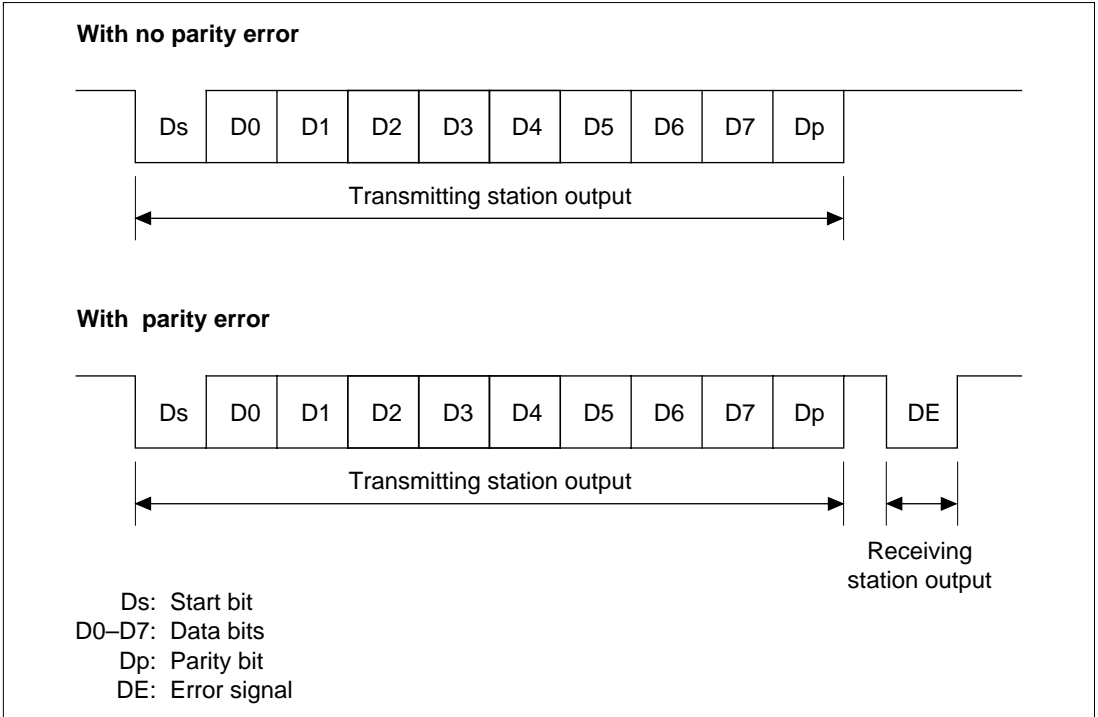 With no parity error
Ds D0 D1 D2 D3 D4 D5 D6 D7 Dp
Transmitting station output
With parity error
Ds D0 D1 D2 D3 D4 D5 D6 D7 Dp DE
Transmitting station output
Receiving
station output
Ds: Start bit
D0–D7: Data bits
Dp: Parity bit
DE: Error signal